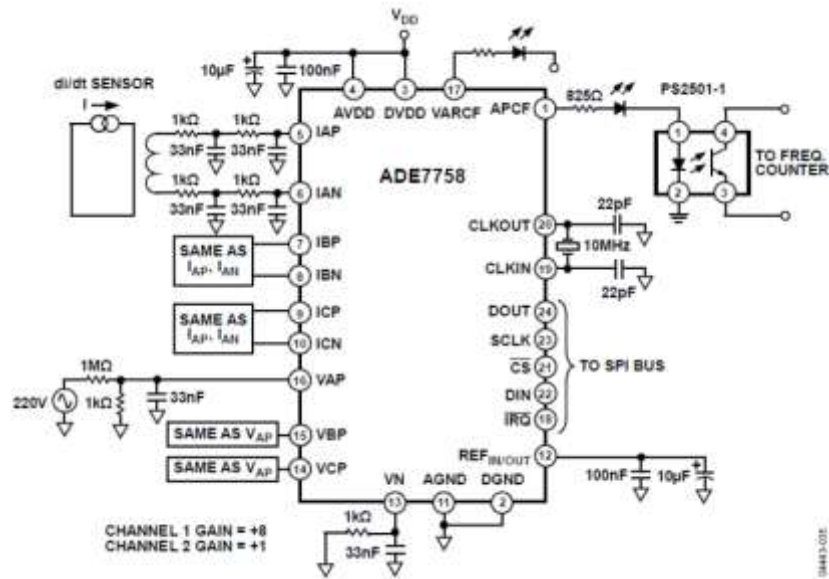 VDD
10µF
100nF
di/dt SENSOR
I
1kΩ
1kΩ
33nF
33nF
1kΩ
1kΩ
33nF
33nF
4
3
17
AVDD
DVDD
VARCF
APCF
1
825Ω
PS2501-1
1
4
2
3
TO FREQ.
COUNTER
5
IAP
ADE7758
6
IAN
SAME AS
IAP, IAN
7
IBP
8
IBN
SAME AS
IAP, IAN
9
ICP
10
ICN
CLKOUT
20
22pF
10MHz
CLKIN
19
22pF
DOUT
24
SCLK
23
CS
21
DIN
22
IRQ
18
TO SPI BUS
1MΩ
220V
1kΩ
33nF
16
VAP
SAME AS VAP
15
VBP
SAME AS VAP
14
VCP
REFIN/OUT
12
100nF
10µF
VN
AGND
DGND
13
11
2
1kΩ
33nF
CHANNEL 1 GAIN = +8
CHANNEL 2 GAIN = +1